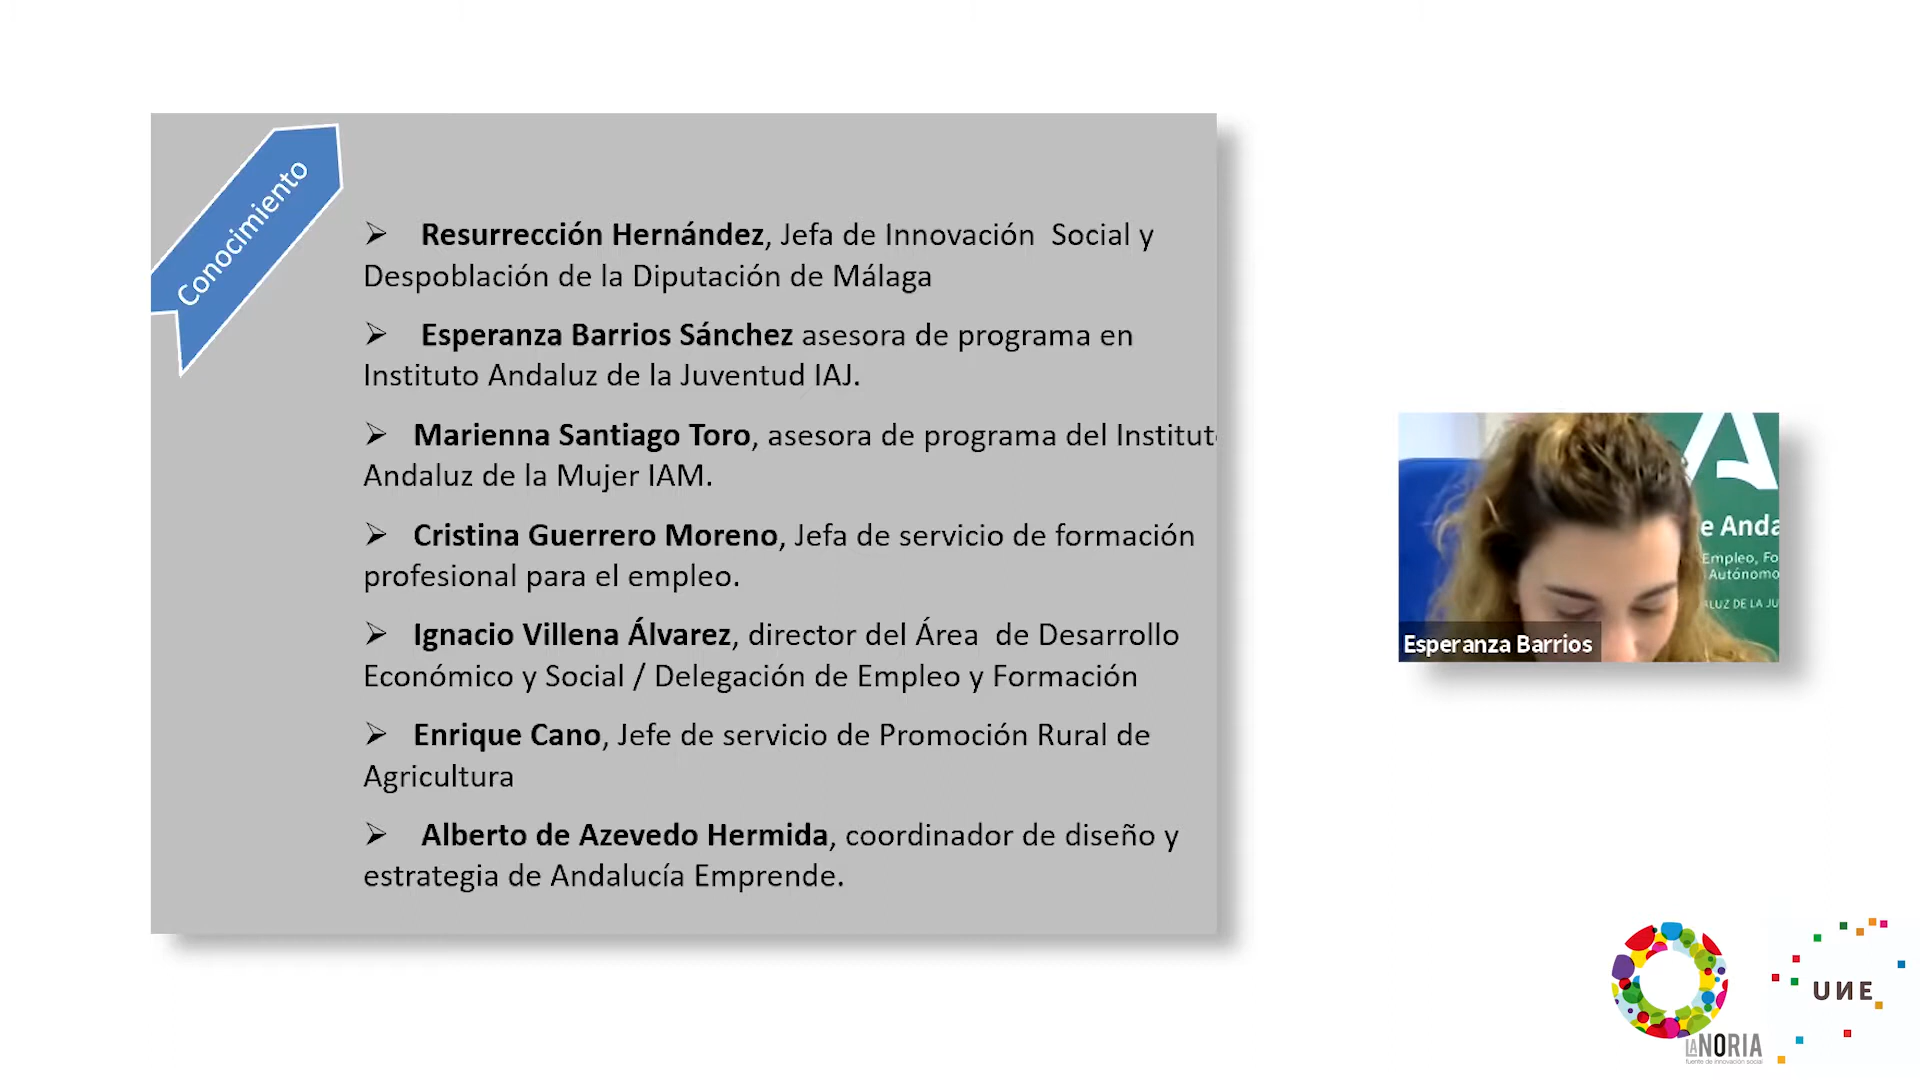 Conocimiento
➢ Resurrección Hernández, Jefa de Innovación Social y
Despoblación de la Diputación de Málaga
➢ Esperanza Barrios Sánchez asesora de programa en
Instituto Andaluz de la Juventud IAJ.
➢ Marienna Santiago Toro, asesora de programa del Institut
Andaluz de la Mujer IAM.
➢ Cristina Guerrero Moreno, Jefa de servicio de formación
profesional para el empleo.
➢ Ignacio Villena Álvarez, director del Área de Desarrollo
Económico y Social / Delegación de Empleo y Formación
➢ Enrique Cano, Jefe de servicio de Promoción Rural de
Agricultura
➢ Alberto de Azevedo Hermida, coordinador de diseño y
estrategia de Andalucía Emprende.
e Anda
Empleo, Fo
Autónomo
LUZ DE LA JU
Esperanza Barrios
UNE
LA NORIA
fuente de innovación social